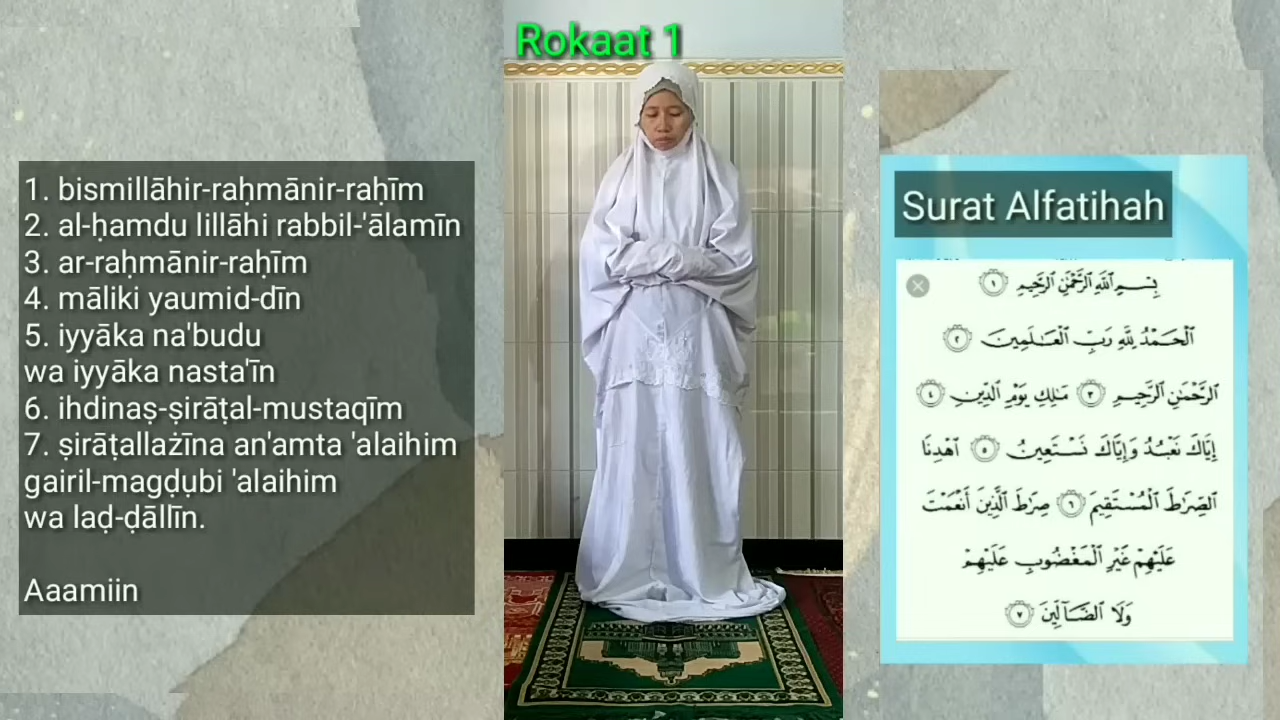 Rokaat 1
1. bismillāhir-raḥmānir-raḥīm
2. al-ḥamdu lillāhi rabbil-'ālamīn
3. ar-raḥmānir-raḥīm
4. māliki yaumid-dīn
5. iyyāka na'budu
wa iyyāka nasta'īn
6. ihdinaṣ-ṣirāṭal-mustaqīm
7. ṣirāṭallażīna an'amta 'alaihim
gairil-magḍụbi 'alaihim
wa laḍ-ḍāllīn.
Aaamiin
Surat Alfatihah
بِسْمِ اللَّهِ الرَّحْمَٰنِ الرَّحِيمِ ١
الْحَمْدُ لِلَّهِ رَبِّ الْعَالَمِينَ ٢
الرَّحْمَٰنِ الرَّحِيمِ ٣ مَٰلِكِ يَوْمِ الدِّينِ ٤
إِيَّاكَ نَعْبُدُ وَإِيَّاكَ نَسْتَعِينُ ٥ اهْدِنَا
الصِّرَٰطَ الْمُسْتَقِيمَ ٦ صِرَٰطَ الَّذِينَ أَنْعَمْتَ
عَلَيْهِمْ غَيْرِ الْمَغْضُوبِ عَلَيْهِمْ
وَلَا الضَّآلِّينَ ٧